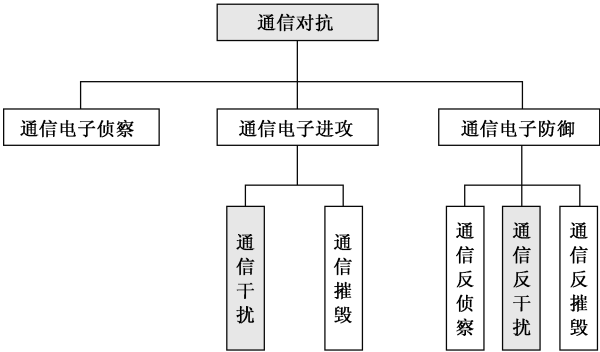 通信对抗
通信电子侦察
通信电子进攻
通信电子防御
通信干扰
通信摧毁
通信反侦察
通信反干扰
通信反摧毁